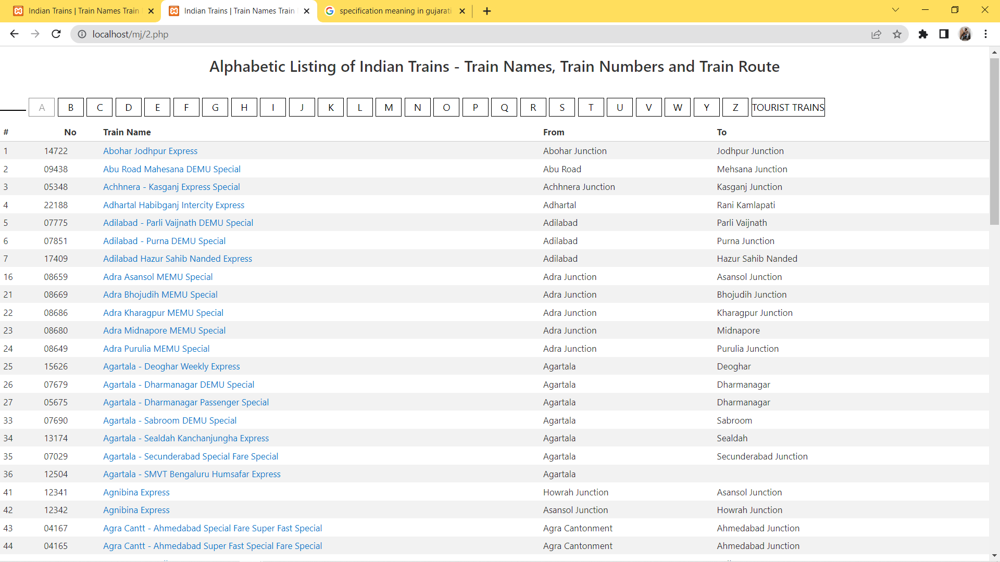 Indian Trains | Train Names Train
Indian Trains | Train Names Train
specification meaning in gujarati
localhost/mj/2.php
Alphabetic Listing of Indian Trains - Train Names, Train Numbers and Train Route
A B C D E F G H I J K L M N O P Q R S T U V W Y Z TOURIST TRAINS
# No Train Name From To
1 14722 Abohar Jodhpur Express Abohar Junction Jodhpur Junction
2 09438 Abu Road Mahesana DEMU Special Abu Road Mehsana Junction
3 05348 Achhnera - Kasganj Express Special Achhnera Junction Kasganj Junction
4 22188 Adhartal Habibganj Intercity Express Adhartal Rani Kamlapati
5 07775 Adilabad - Parli Vaijnath DEMU Special Adilabad Parli Vaijnath
6 07851 Adilabad - Purna DEMU Special Adilabad Purna Junction
7 17409 Adilabad Hazur Sahib Nanded Express Adilabad Hazur Sahib Nanded
16 08659 Adra Asansol MEMU Special Adra Junction Asansol Junction
21 08669 Adra Bhojudih MEMU Special Adra Junction Bhojudih Junction
22 08686 Adra Kharagpur MEMU Special Adra Junction Kharagpur Junction
23 08680 Adra Midnapore MEMU Special Adra Junction Midnapore
24 08649 Adra Purulia MEMU Special Adra Junction Purulia Junction
25 15626 Agartala - Deoghar Weekly Express Agartala Deoghar
26 07679 Agartala - Dharmanagar DEMU Special Agartala Dharmanagar
27 05675 Agartala - Dharmanagar Passenger Special Agartala Dharmanagar
33 07690 Agartala - Sabroom DEMU Special Agartala Sabroom
34 13174 Agartala - Sealdah Kanchanjungha Express Agartala Sealdah
35 07029 Agartala - Secunderabad Special Fare Special Agartala Secunderabad Junction
36 12504 Agartala - SMVT Bengaluru Humsafar Express Agartala
41 12341 Agnibina Express Howrah Junction Asansol Junction
42 12342 Agnibina Express Asansol Junction Howrah Junction
43 04167 Agra Cantt - Ahmedabad Special Fare Super Fast Special Agra Cantonment Ahmedabad Junction
44 04165 Agra Cantt - Ahmedabad Super Fast Special Fare Special Agra Cantonment Ahmedabad Junction